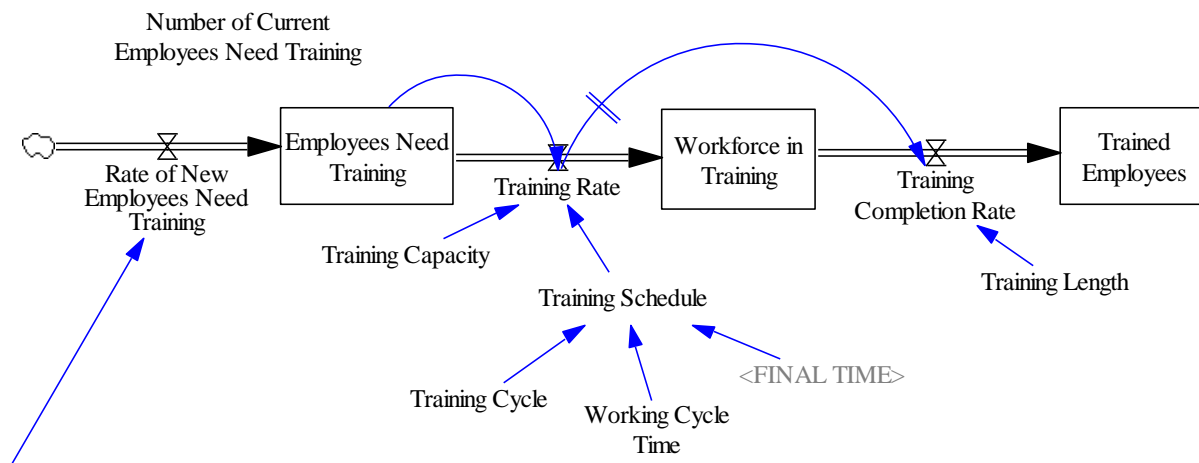 Number of Current
Employees Need Training
Employees Need
Training
Workforce in
Training
Trained
Employees
Rate of New
Employees Need
Training
Training Rate
Training
Completion Rate
Training Capacity
Training Length
Training Schedule
<FINAL TIME>
Training Cycle
Working Cycle
Time